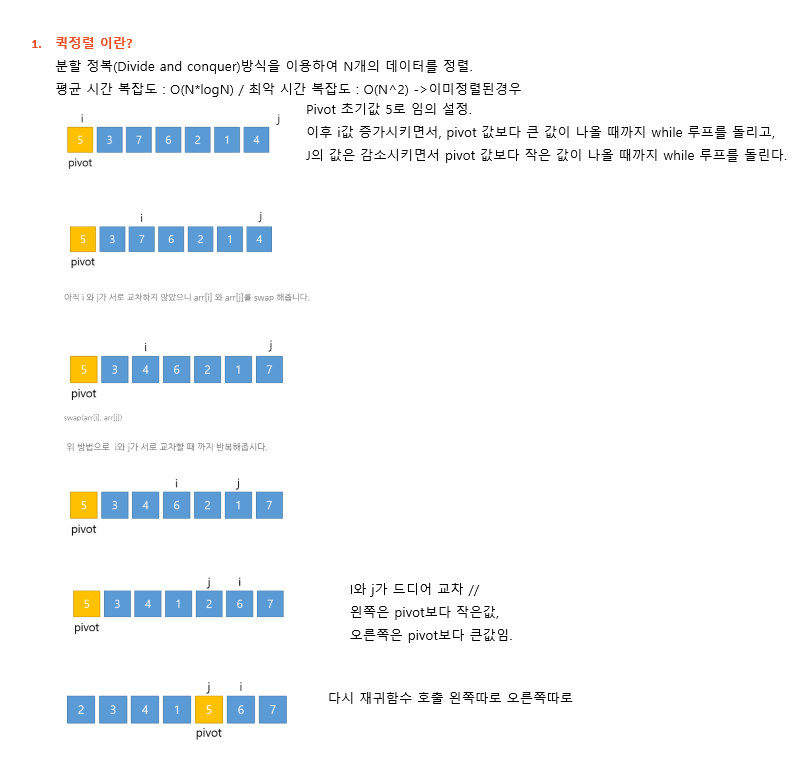 1. 퀵정렬 이란?
분할 정복(Divide and conquer)방식을 이용하여 N개의 데이터를 정렬.
평균 시간 복잡도 : O(N*logN) / 최악 시간 복잡도 : O(N^2) ->이미정렬된경우
Pivot 초기값 5로 임의 설정.
이후 i값 증가시키면서, pivot 값보다 큰 값이 나올 때까지 while 루프를 돌리고,
J의 값은 감소시키면서 pivot 값보다 작은 값이 나올 때까지 while 루프를 돌린다.
i j
5 3 7 6 2 1 4
pivot
i j
5 3 7 6 2 1 4
pivot
아직 i 와 j가 서로 교차하지 않았으니 arr[i] 와 arr[j]를 swap 해줍니다.
i j
5 3 4 6 2 1 7
pivot
swap(arr[i], arr[j])
위 방법으로 i와 j가 서로 교차할 때 까지 반복해줍시다.
i j
5 3 4 6 2 1 7
pivot
j i
5 3 4 1 2 6 7
pivot
I와 j가 드디어 교차 //
왼쪽은 pivot보다 작은값,
오른쪽은 pivot보다 큰값임.
j i
2 3 4 1 5 6 7
pivot
다시 재귀함수 호출 왼쪽따로 오른쪽따로